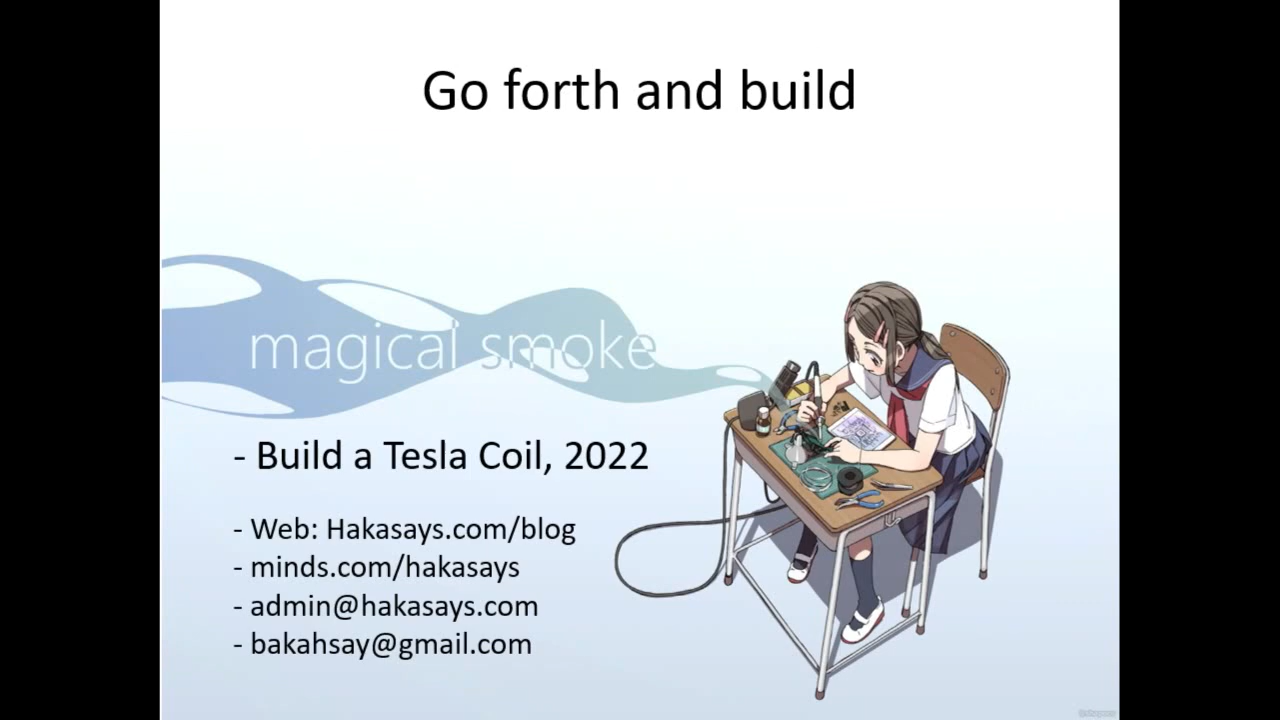 Go forth and build
magical smoke
- Build a Tesla Coil, 2022
- Web: Hakasays.com/blog
- minds.com/hakasays
- admin@hakasays.com
- bakahsay@gmail.com